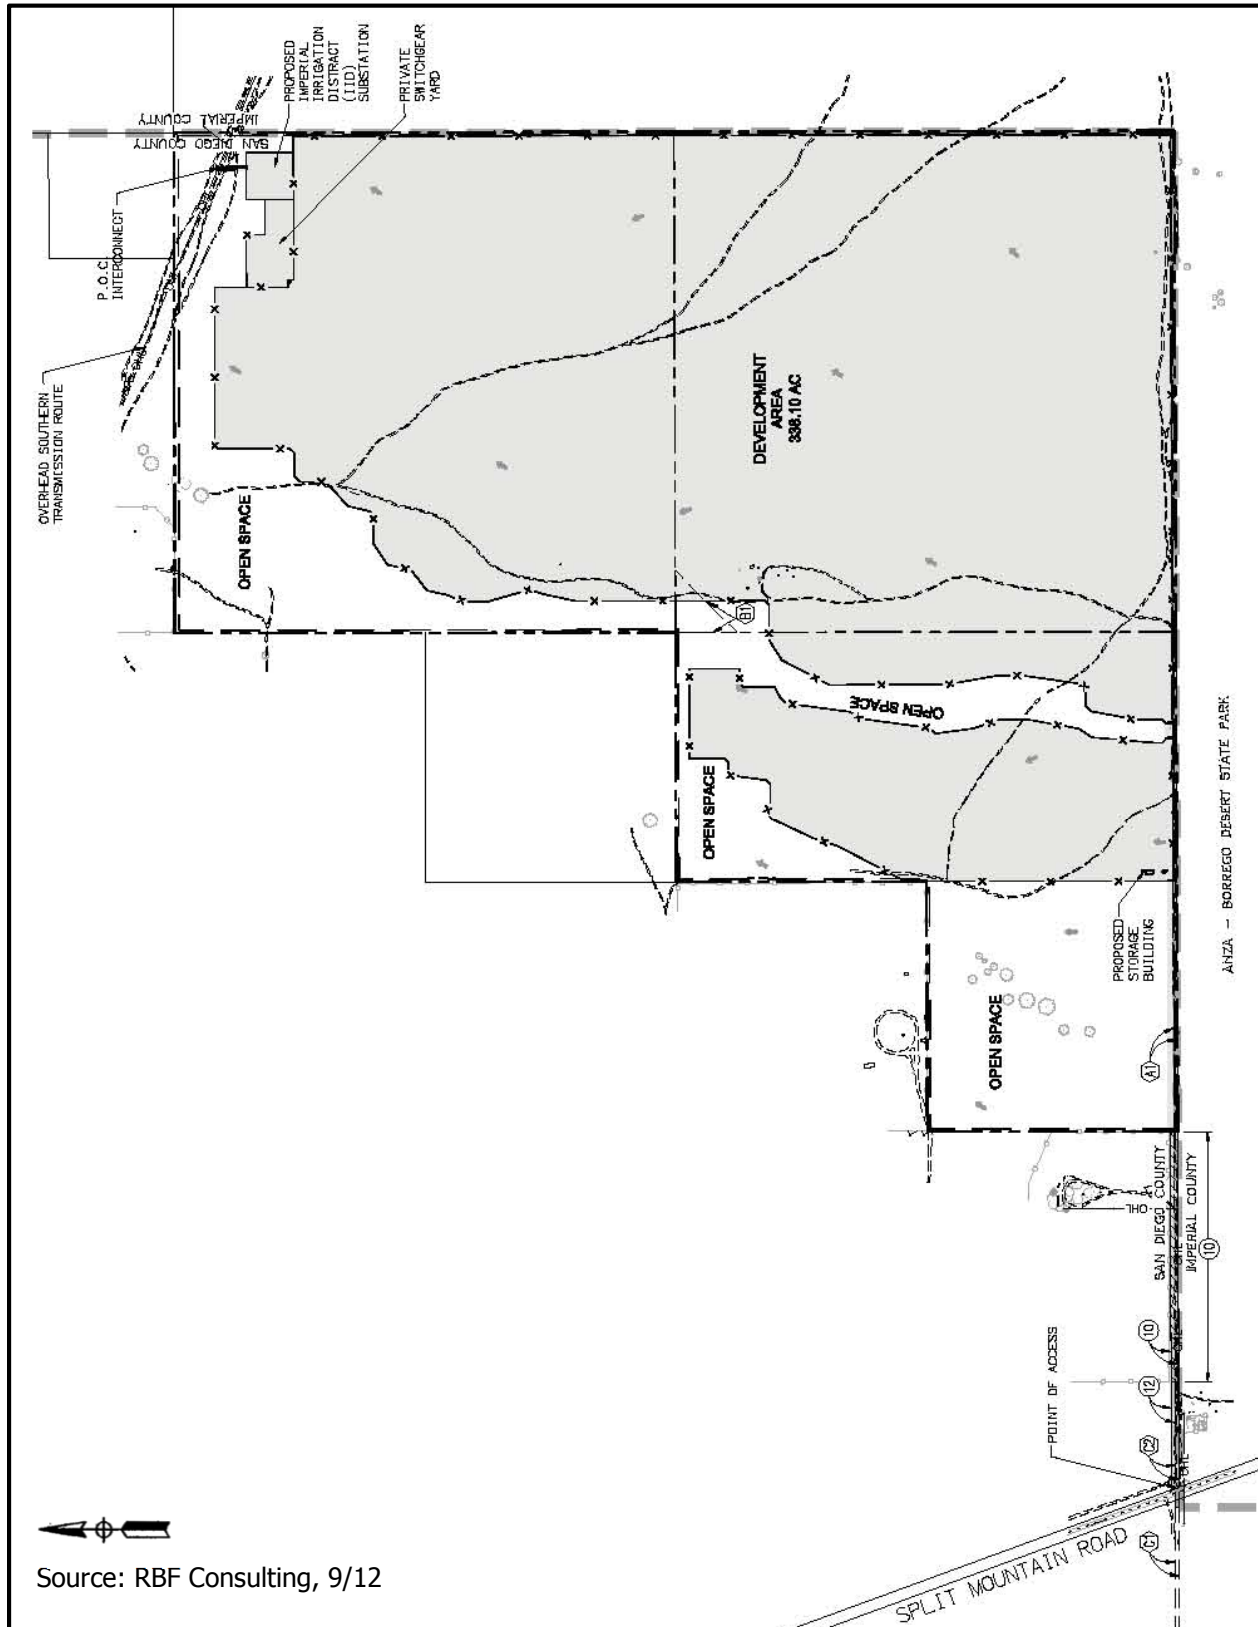 OVERHEAD SOUTHERN
TRANSMISSION ROUTE
P.O.C.
INTERCONNECT
SAN DIEGO COUNTY
IMPERIAL COUNTY
PROPOSED
IMPERIAL
IRRIGATION
DISTRACT
(IID)
SUBSTATION
PRIVATE
SWITCHGEAR
YARD
OPEN SPACE
DEVELOPMENT
AREA
338.10 AC
B1
OPEN SPACE
OPEN SPACE
OPEN SPACE
PROPOSED
STORAGE
BUILDING
A1
ANZA - BORREGO DESERT STATE PARK
OHL
SAN DIEGO COUNTY
IMPERIAL COUNTY
10
10
12
C2
C1
OHL
POINT OF ACCESS
SPLIT MOUNTAIN ROAD
Source: RBF Consulting, 9/12